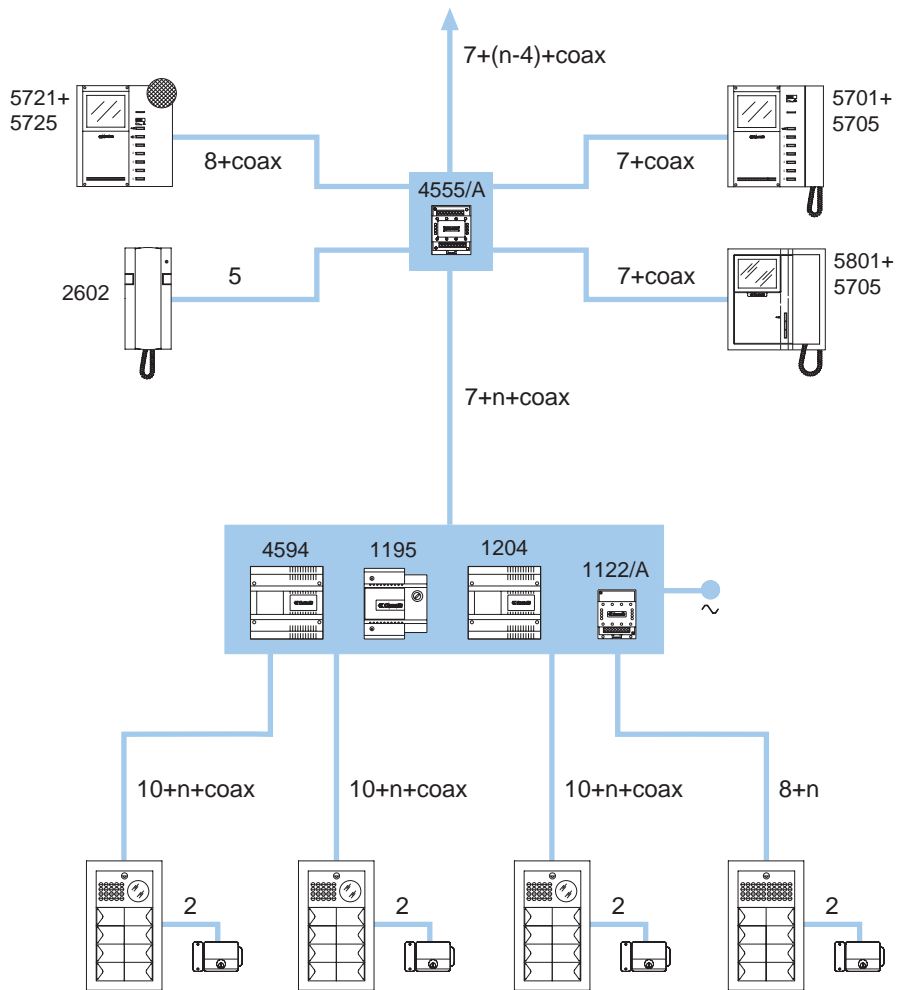 7+(n-4)+coax
5721+
5725
8+coax
5701+
5705
7+coax
4555/A
2602
5
5801+
5705
7+coax
7+n+coax
4594
1195
1204
1122/A
~
10+n+coax
10+n+coax
10+n+coax
8+n
2
2
2
2